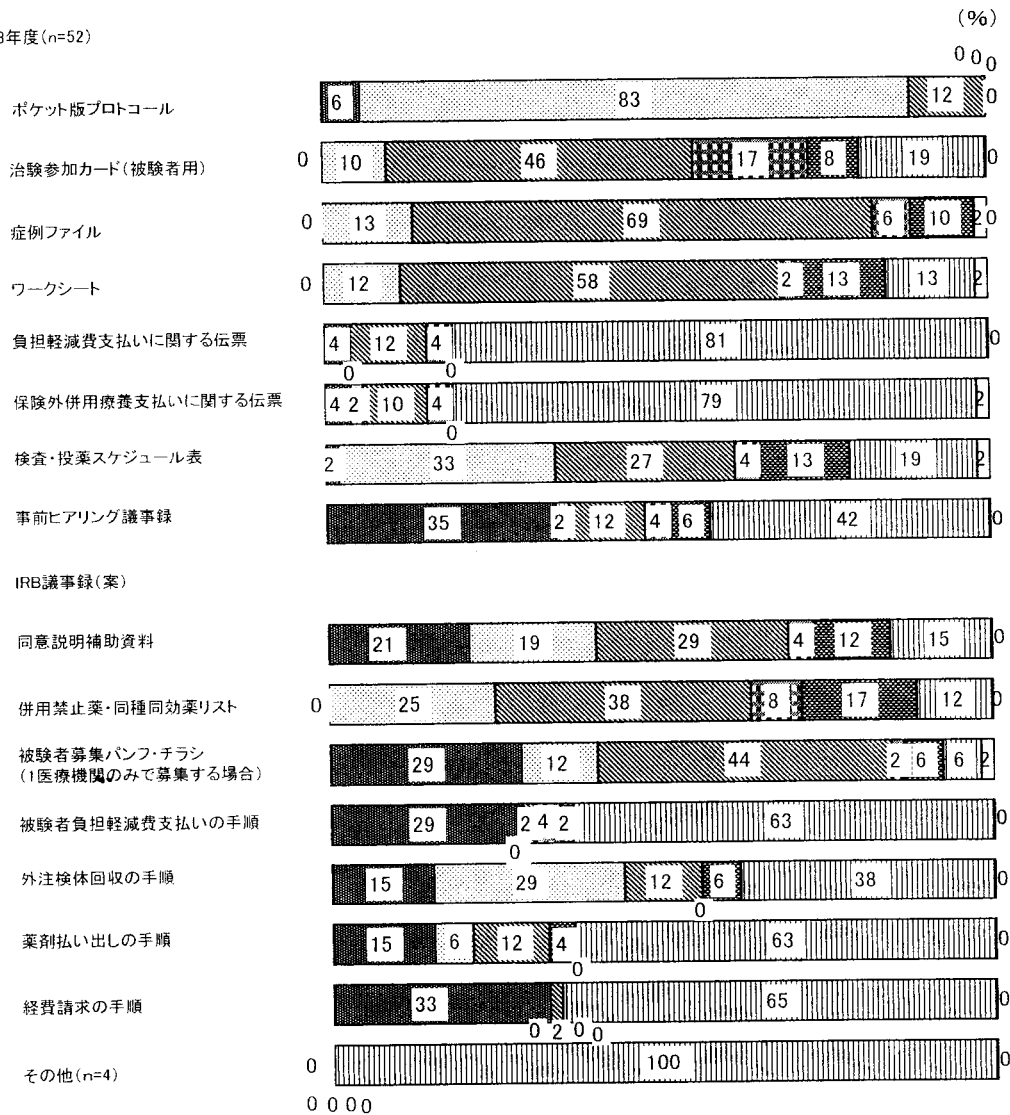 (%)
3年度(n=52)
0 0 0
ポケット版プロトコール 6 83 12 0
治験参加カード(被験者用) 0 10 46 17 8 19 0
症例ファイル 0 13 69 6 10 2 0
ワークシート 0 12 58 2 13 13 2
負担軽減費支払いに関する伝票 4 12 4 81 0
0 0
保険外併用療養支払いに関する伝票 4 2 10 4 79 2
0
検査・投薬スケジュール表 2 33 27 4 13 19 2
事前ヒアリング議事録 35 2 12 4 6 42 0
IRB議事録(案)
同意説明補助資料 21 19 29 4 12 15 0
併用禁止薬・同種同効薬リスト 0 25 38 8 17 12 0
被験者募集パンフ・チラシ
(1医療機関のみで募集する場合) 29 12 44 2 6 6 2
被験者負担軽減費支払いの手順 29 2 4 2 63 0
0
外注検体回収の手順 15 29 12 6 38 0
0
薬剤払い出しの手順 15 6 12 4 63 0
0
経費請求の手順 33 65 0
0 2 0 0
その他(n=4) 0 100 0
0 0 0 0